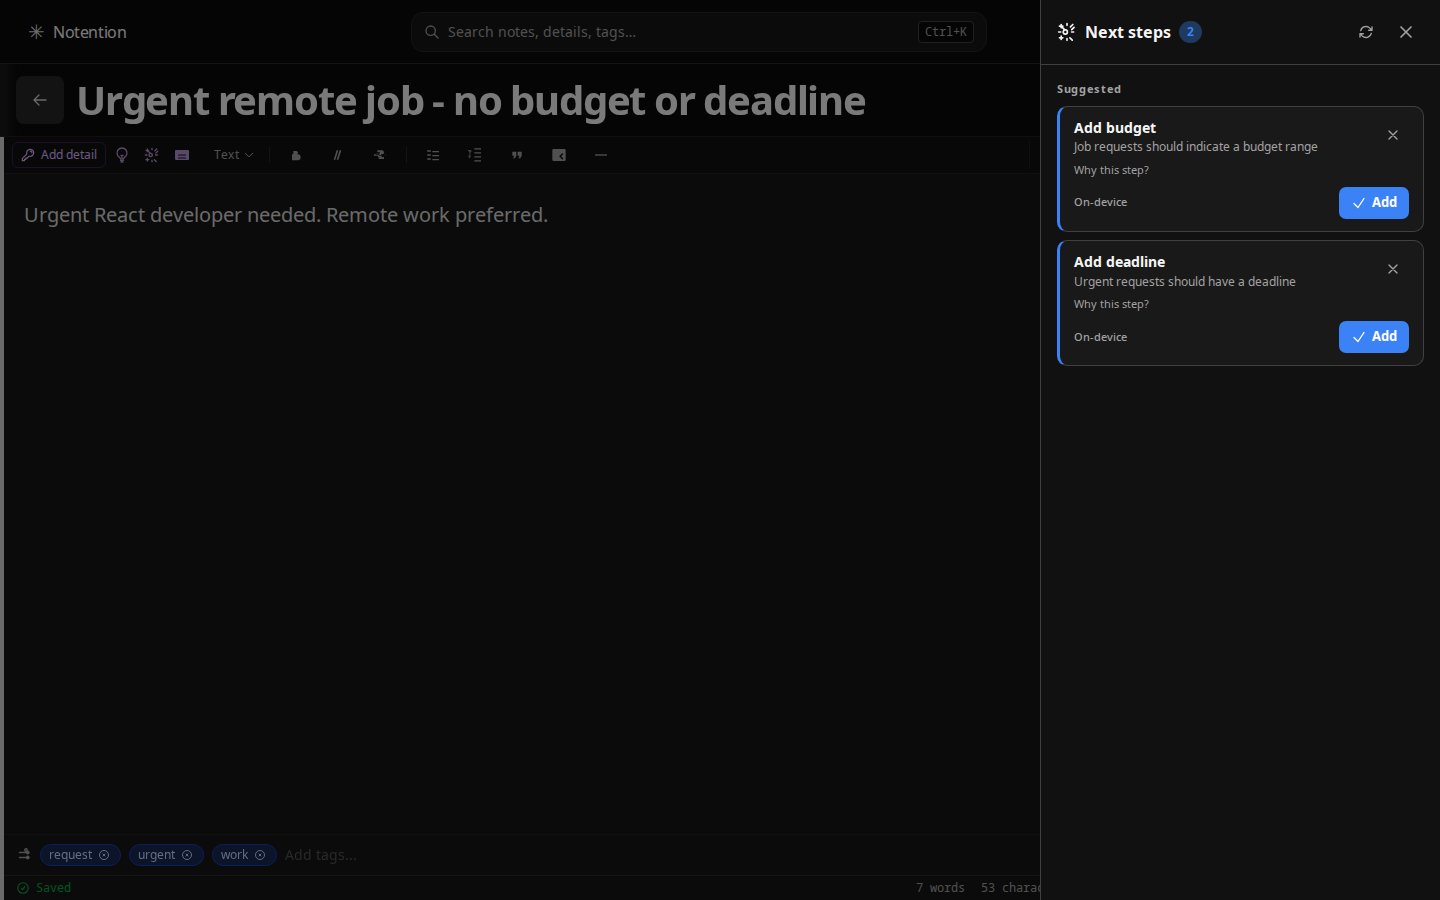 Notention
Search notes, details, tags...
Ctrl+K
Urgent remote job - no budget or deadline
Add detail
Text
Urgent React developer needed. Remote work preferred.
request
urgent
work
Add tags...
Saved
7 words
53
Next steps
2
Suggested
Add budget
Job requests should indicate a budget range
Why this step?
On-device
Add
Add deadline
Urgent requests should have a deadline
Why this step?
On-device
Add